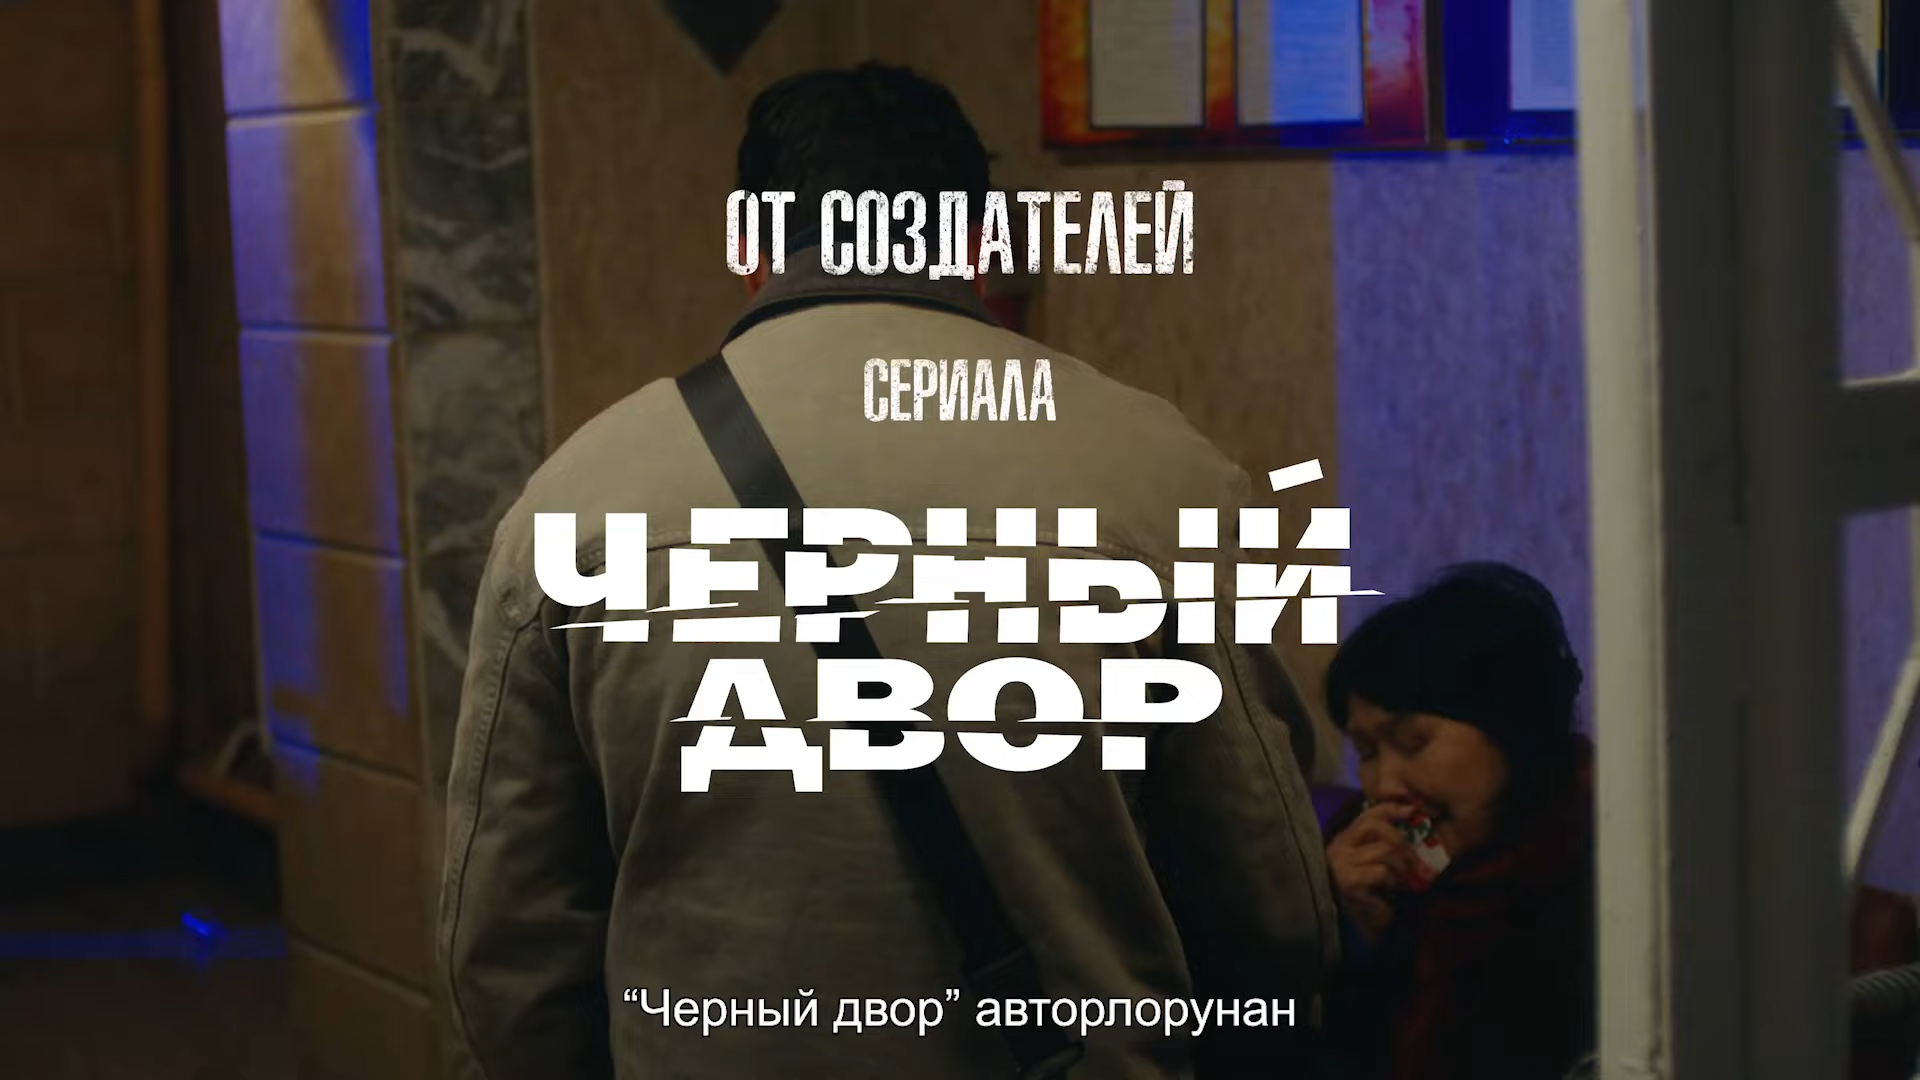 ОТ СОЗДАТЕЛЕЙ
СЕРИАЛА
ЧЕРНЫЙ
ДВОР
“Черный двор” авторлорунан